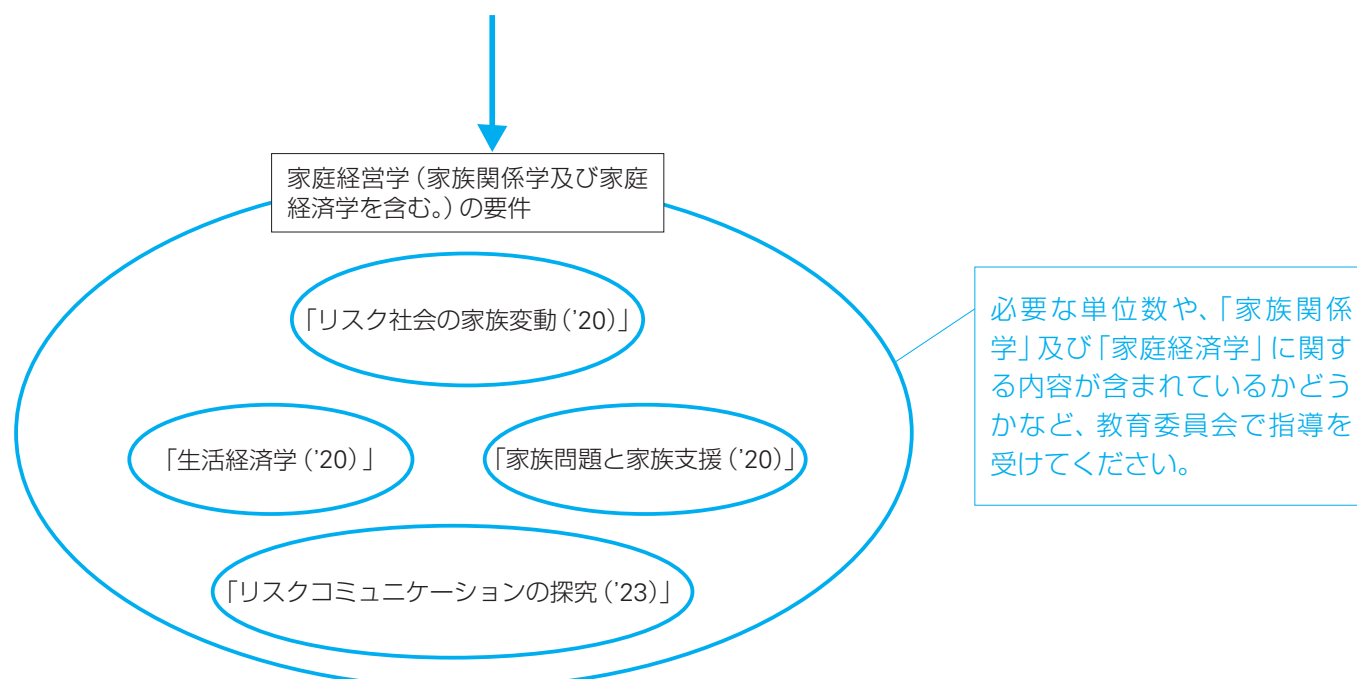 家庭経営学（家族関係学及び家庭
経済学を含む。）の要件
「リスク社会の家族変動（’20）」
「生活経済学（’20）」
「家族問題と家族支援（’20）」
「リスクコミュニケーションの探究（’23）」
必要な単位数や、「家族関係
学」及び「家庭経済学」に関す
る内容が含まれているかどう
かなど、教育委員会で指導を
受けてください。